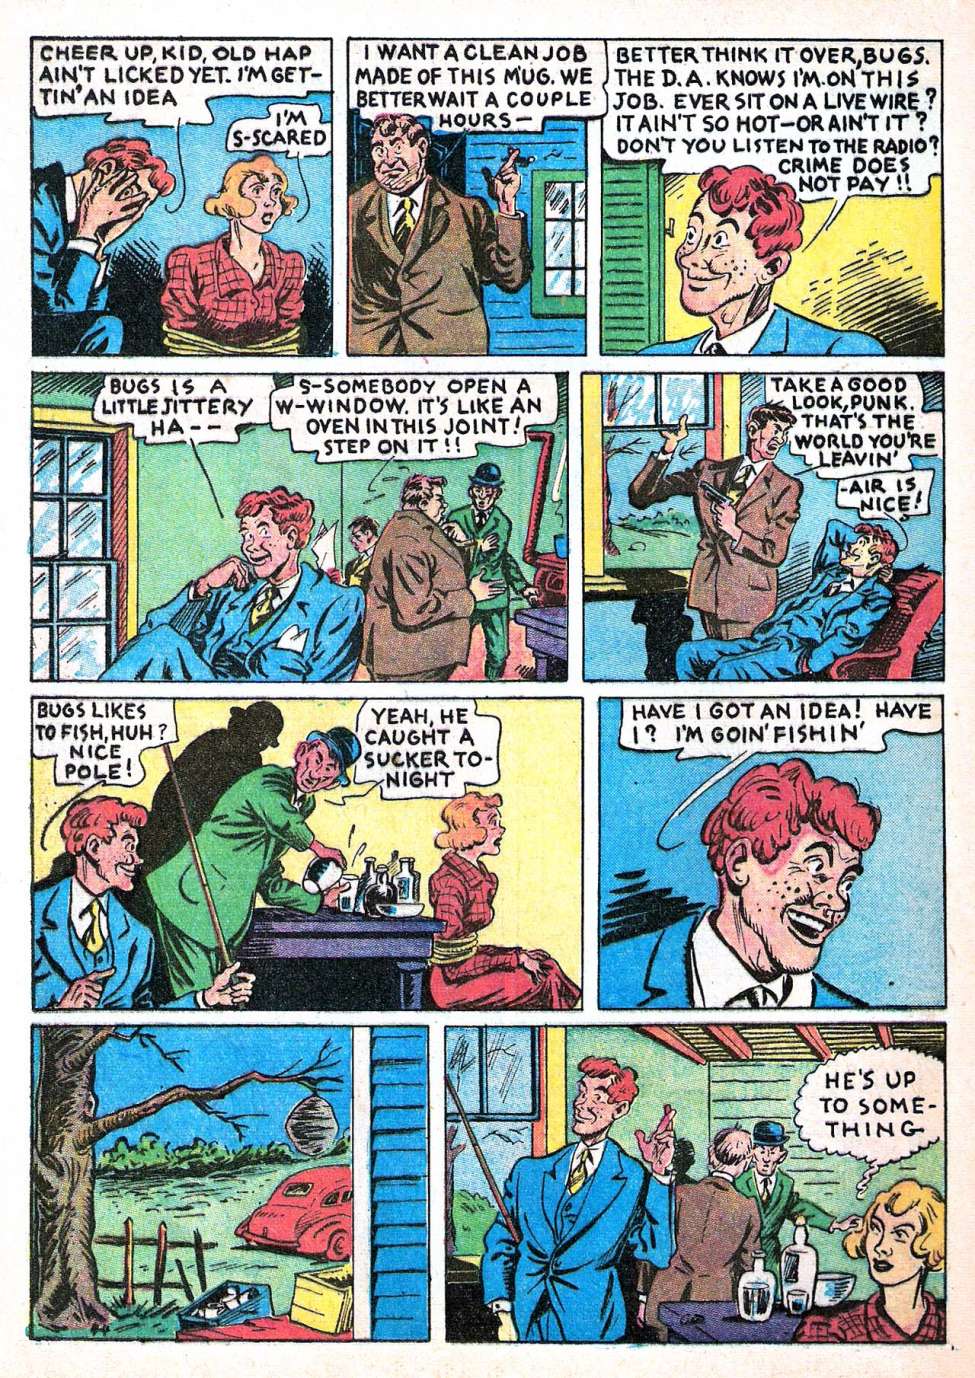 CHEER UP, KID, OLD HAP
AIN'T LICKED YET. I'M GET-
TIN' AN IDEA
I'M
S-SCARED
I WANT A CLEAN JOB
MADE OF THIS MUG. WE
BETTER WAIT A COUPLE
HOURS—
BETTER THINK IT OVER, BUGS.
THE D.A. KNOWS I'M ON THIS
JOB. EVER SIT ON A LIVE WIRE?
IT AIN'T SO HOT—OR AIN'T IT?
DON'T YOU LISTEN TO THE RADIO?
CRIME DOES
NOT PAY!!
BUGS IS A
LITTLE JITTERY
HA--
S-SOMEBODY OPEN A
W-WINDOW. IT'S LIKE AN
OVEN IN THIS JOINT!
STEP ON IT!!
TAKE A GOOD
LOOK, PUNK.
THAT'S THE
WORLD YOU'RE
LEAVIN'
-AIR IS
NICE!
BUGS LIKES
TO FISH, HUH?
NICE
POLE!
YEAH, HE
CAUGHT A
SUCKER TO-
NIGHT
HAVE I GOT AN IDEA! HAVE
I? I'M GOIN' FISHIN'
HE'S UP
TO SOME-
THING-